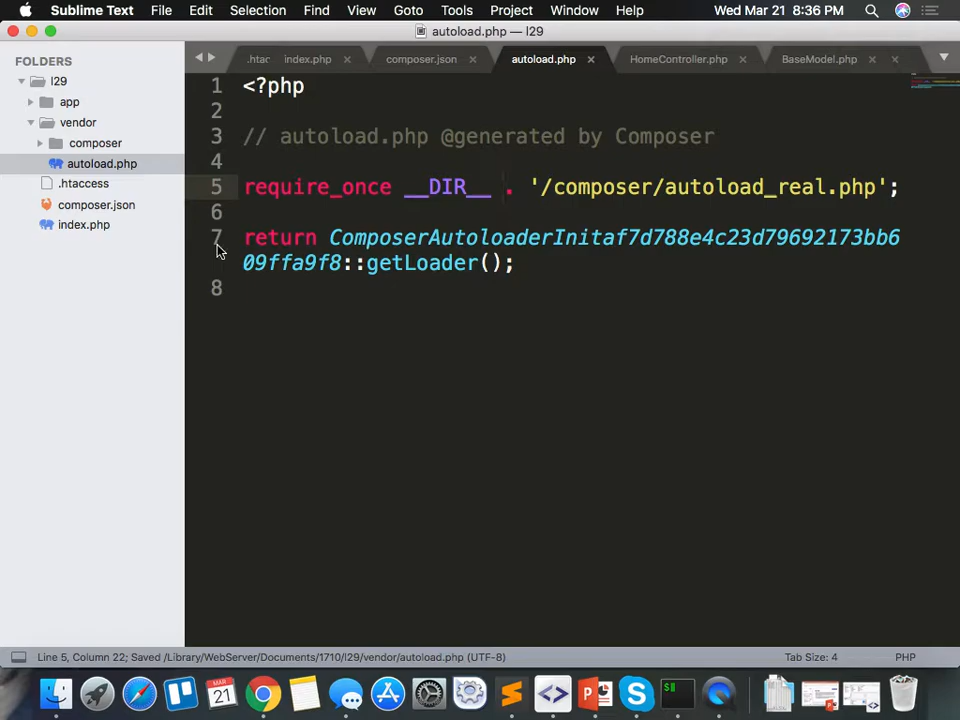 Sublime Text File Edit Selection Find View Goto Tools Project Window Help Wed Mar 21 8:36 PM
autoload.php — l29
FOLDERS
.htac index.php × composer.json × autoload.php × HomeController.php × BaseModel.php × ×
l29
app
vendor
composer
autoload.php
.htaccess
composer.json
index.php
1 <?php
2
3 // autoload.php @generated by Composer
4
5 require_once __DIR__ . '/composer/autoload_real.php';
6
7 return ComposerAutoloaderInitaf7d788e4c23d79692173bb6
09ffa9f8::getLoader();
8
Line 5, Column 22; Saved /Library/WebServer/Documents/1710/l29/vendor/autoload.php (UTF-8) Tab Size: 4 PHP